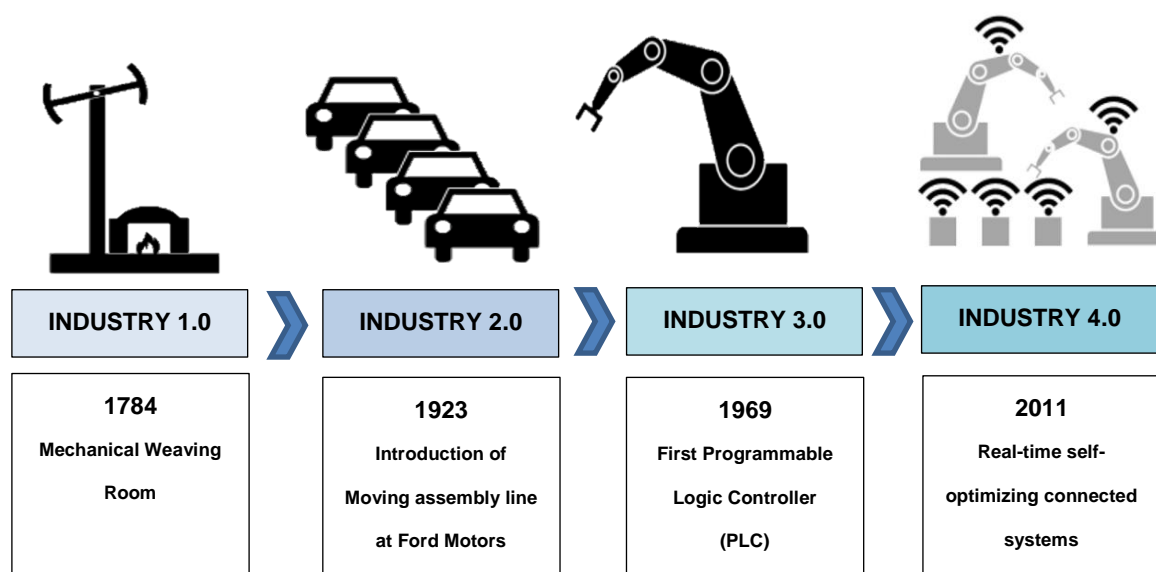 INDUSTRY 1.0
INDUSTRY 2.0
INDUSTRY 3.0
INDUSTRY 4.0
1784
Mechanical Weaving
Room
1923
Introduction of
Moving assembly line
at Ford Motors
1969
First Programmable
Logic Controller
(PLC)
2011
Real-time self-
optimizing connected
systems